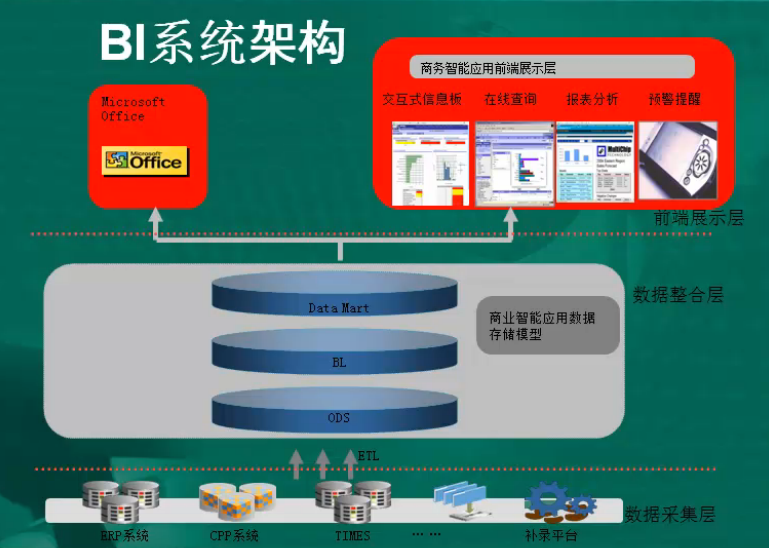 BI系统架构
商务智能应用前端展示层
Microsoft
Office
交互式信息板
在线查询
报表分析
预警提醒
Microsoft
Office
MultiChip
前端展示层
数据整合层
Data Mart
商业智能应用数据
存储模型
BL
ODS
ETL
数据采集层
ERP系统
CPP系统
TIMES
……
补录平台